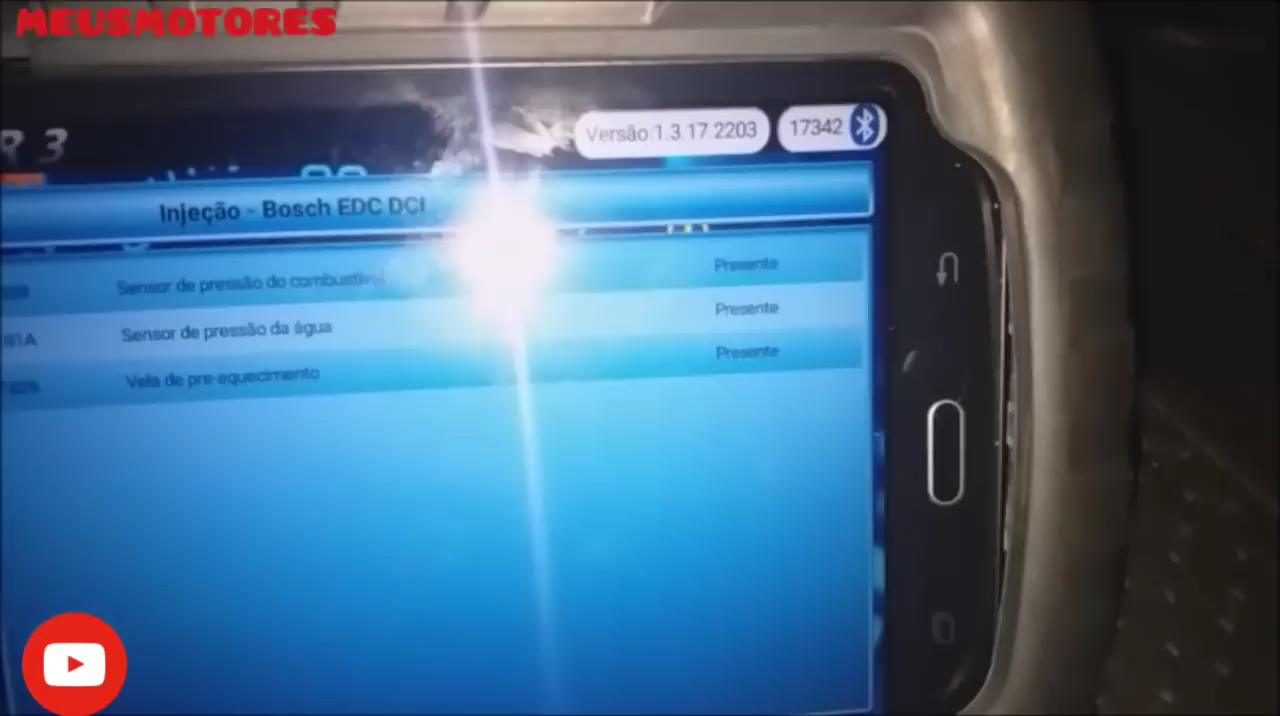 MEUSMOTORES
R 3
Versão 1.3.17.2203
17342
Injeção - Bosch EDC DCI
Sensor de pressão do combustível
Presente
Sensor de pressão da água
Presente
Vela de pre-aquecimento
Presente